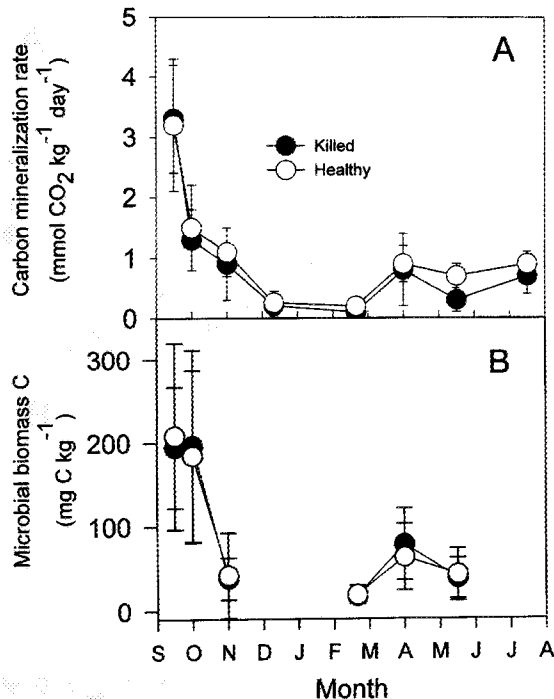 A
Carbon mineralization rate
(mmol CO2 kg-1 day-1)
5
4
3
2
1
0
Killed
Healthy
B
Microbial biomass C
(mg C kg-1)
300
200
100
0
S O N D J F M A M J J A
Month